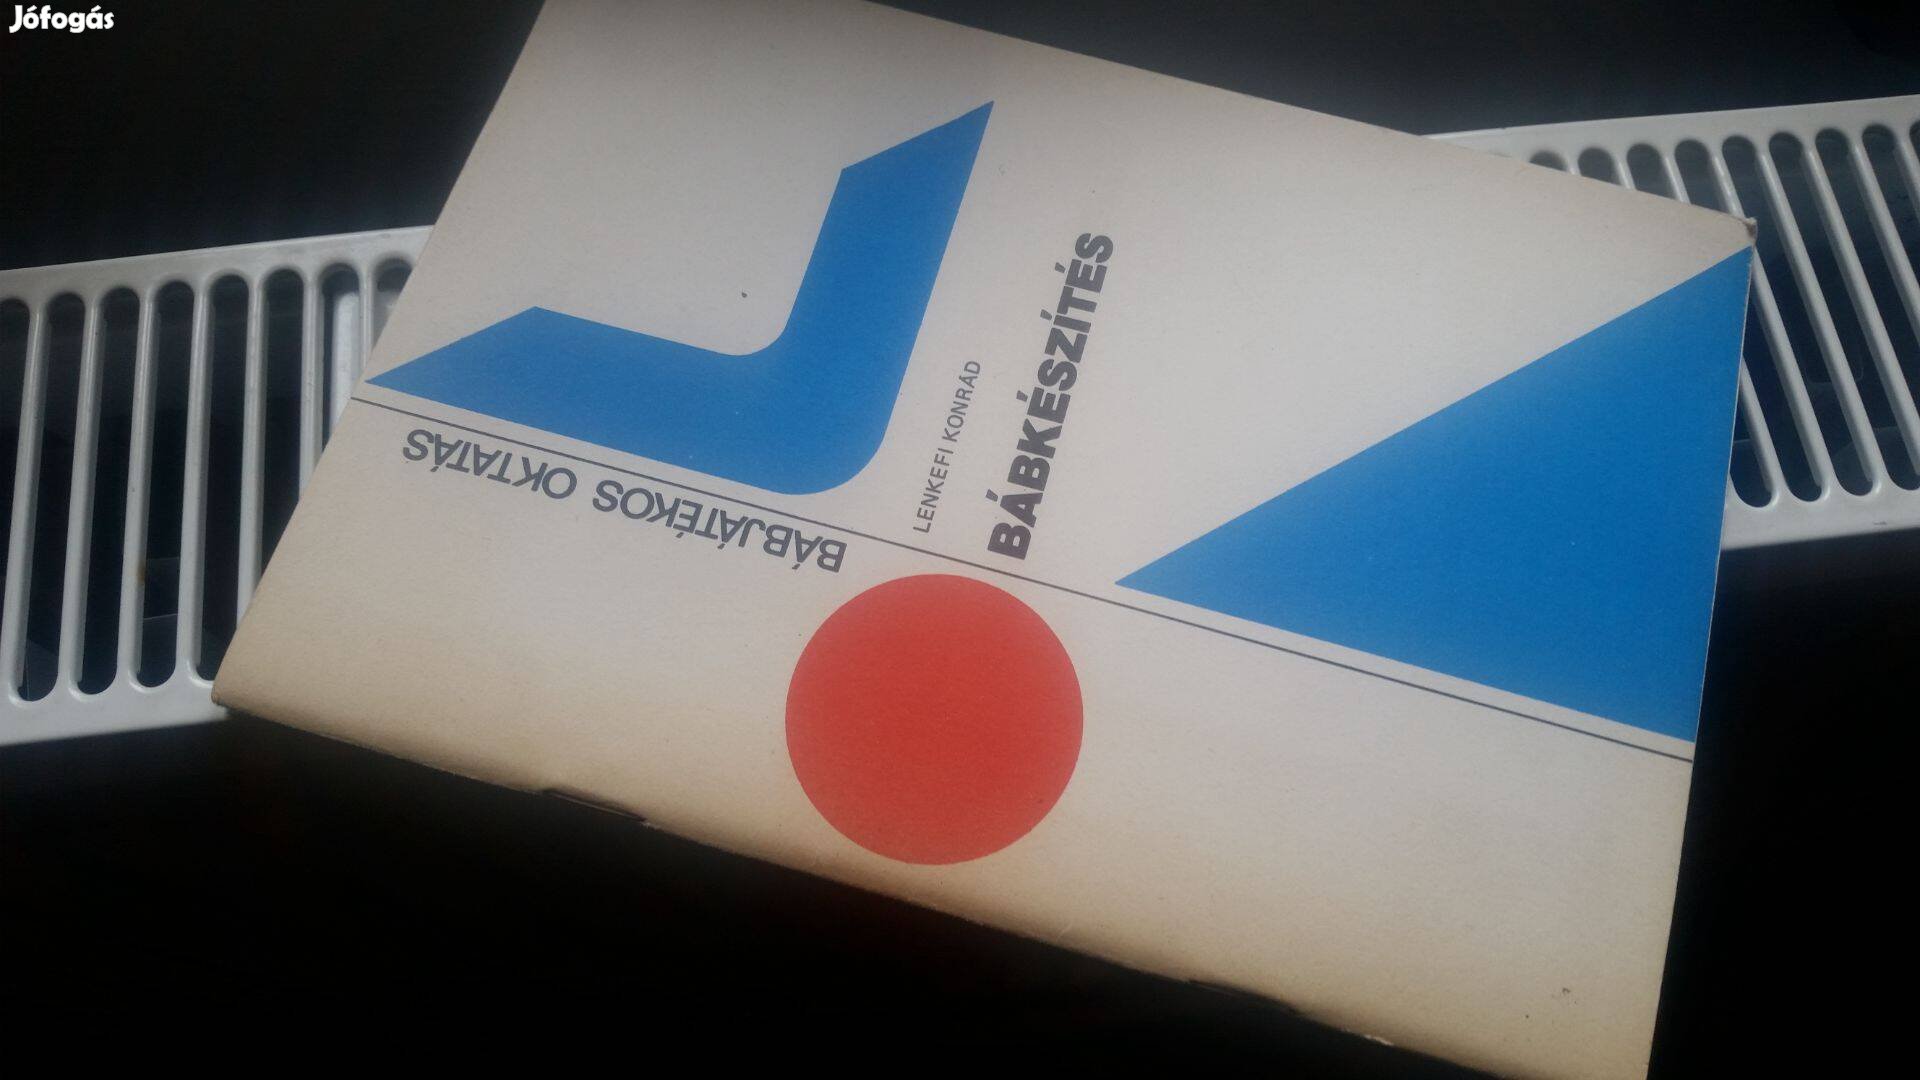 Jófogás
BÁBJÁTÉKOS OKTATÁS
LENKEFI KONRÁD
BÁBKÉSZÍTÉS